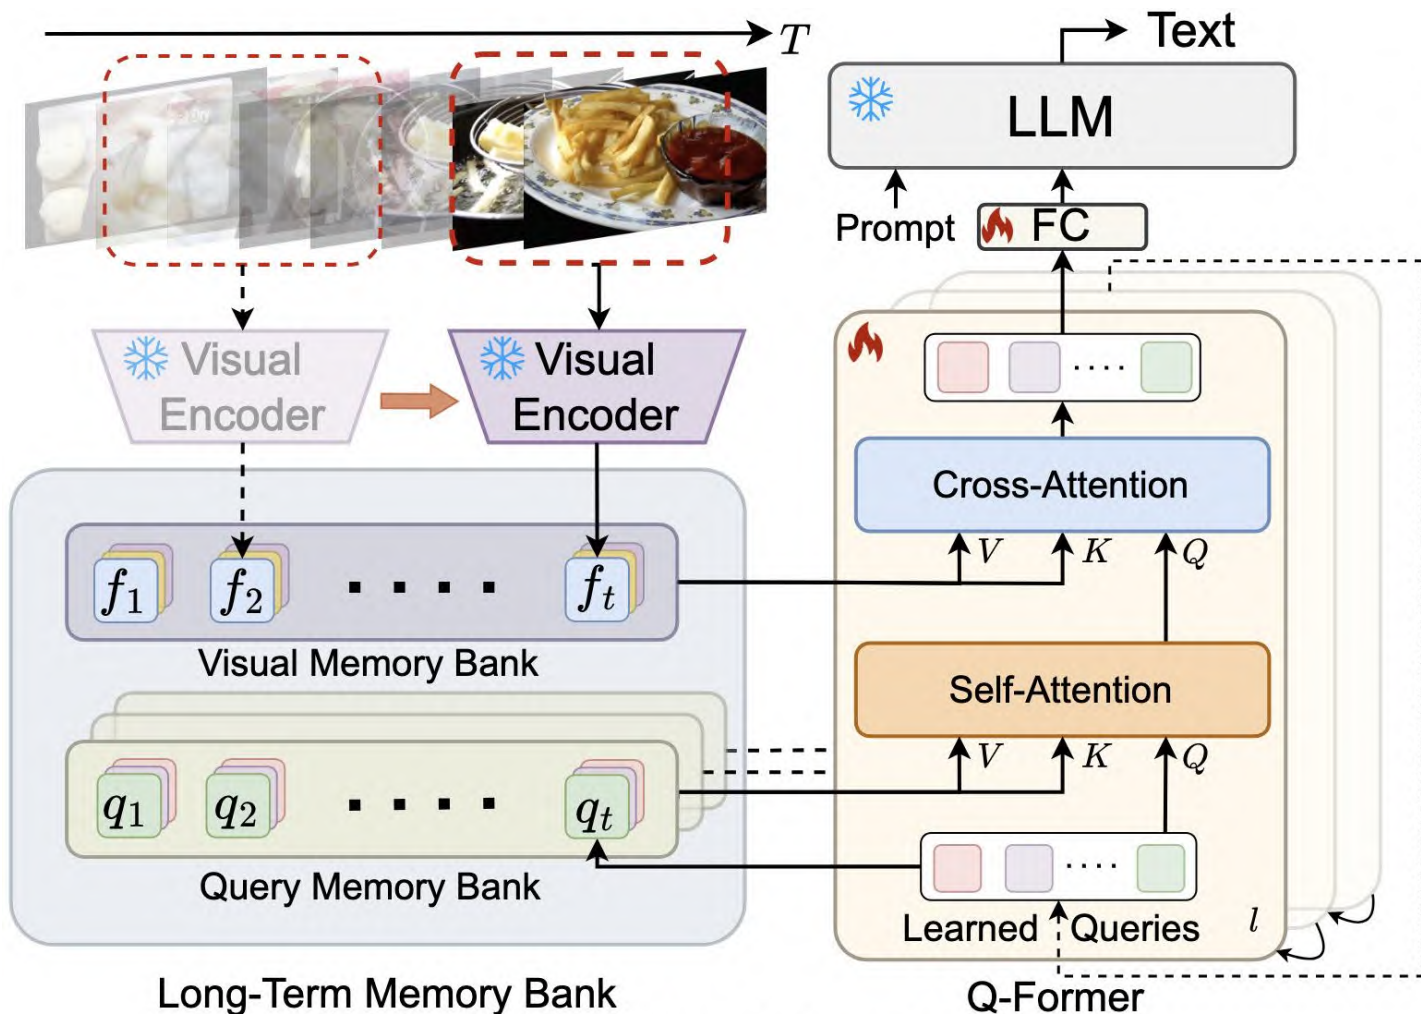 T
Text
LLM
Prompt
FC
Visual
Encoder
Visual
Encoder
Cross-Attention
V
K
Q
f1
f2
. . . .
ft
Visual Memory Bank
Self-Attention
V
K
Q
q1
q2
. . . .
qt
Query Memory Bank
....
....
Learned Queries
l
Long-Term Memory Bank
Q-Former